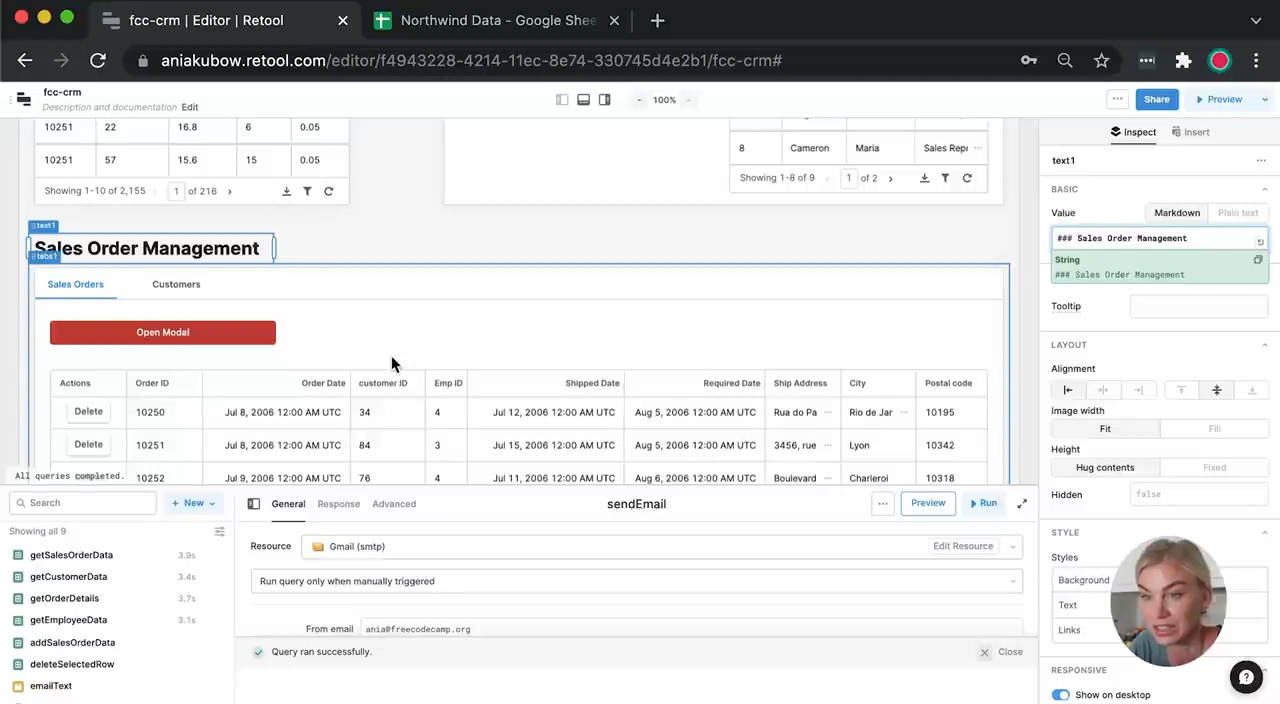 fcc-crm | Editor | Retool
Northwind Data - Google Shee
aniakubow.retool.com/editor/f4943228-4214-11ec-8e74-330745d4e2b1/fcc-crm#
fcc-crm
Description and documentation Edit
- 100% +
Share
Preview
Inspect Insert
10251 22 16.8 6 0.05
10251 57 15.6 15 0.05
Showing 1-10 of 2,155 1 of 216
8 Cameron Maria Sales Repr ...
Showing 1-8 of 9 1 of 2
text1
Sales Order Management
tabs1
Sales Orders Customers
Open Modal
Actions Order ID Order Date customer ID Emp ID Shipped Date Required Date Ship Address City Postal code
Delete 10250 Jul 8, 2006 12:00 AM UTC 34 4 Jul 12, 2006 12:00 AM UTC Aug 5, 2006 12:00 AM UTC Rua do Pa ... Rio de Jar ... 10195
Delete 10251 Jul 8, 2006 12:00 AM UTC 84 3 Jul 15, 2006 12:00 AM UTC Aug 5, 2006 12:00 AM UTC 3456, rue ... Lyon 10342
Delete 10252 Jul 9, 2006 12:00 AM UTC 76 4 Jul 11, 2006 12:00 AM UTC Aug 6, 2006 12:00 AM UTC Boulevard ... Charleroi 10318
All queries completed.
Search
+ New
Showing all 9
getSalesOrderData 3.9s
getCustomerData 3.4s
getOrderDetails 3.7s
getEmployeeData 3.1s
addSalesOrderData
deleteSelectedRow
emailText
General Response Advanced
sendEmail
... Preview Run
Resource Gmail (smtp) Edit Resource
Run query only when manually triggered
From email ania@freecodecamp.org
Query ran successfully.
Close
text1
BASIC
Value Markdown Plain text
### Sales Order Management
String
### Sales Order Management
Tooltip
LAYOUT
Alignment
Image width
Fit Fill
Height
Hug contents Fixed
Hidden false
STYLE
Styles
Background
Text
Links
RESPONSIVE
Show on desktop